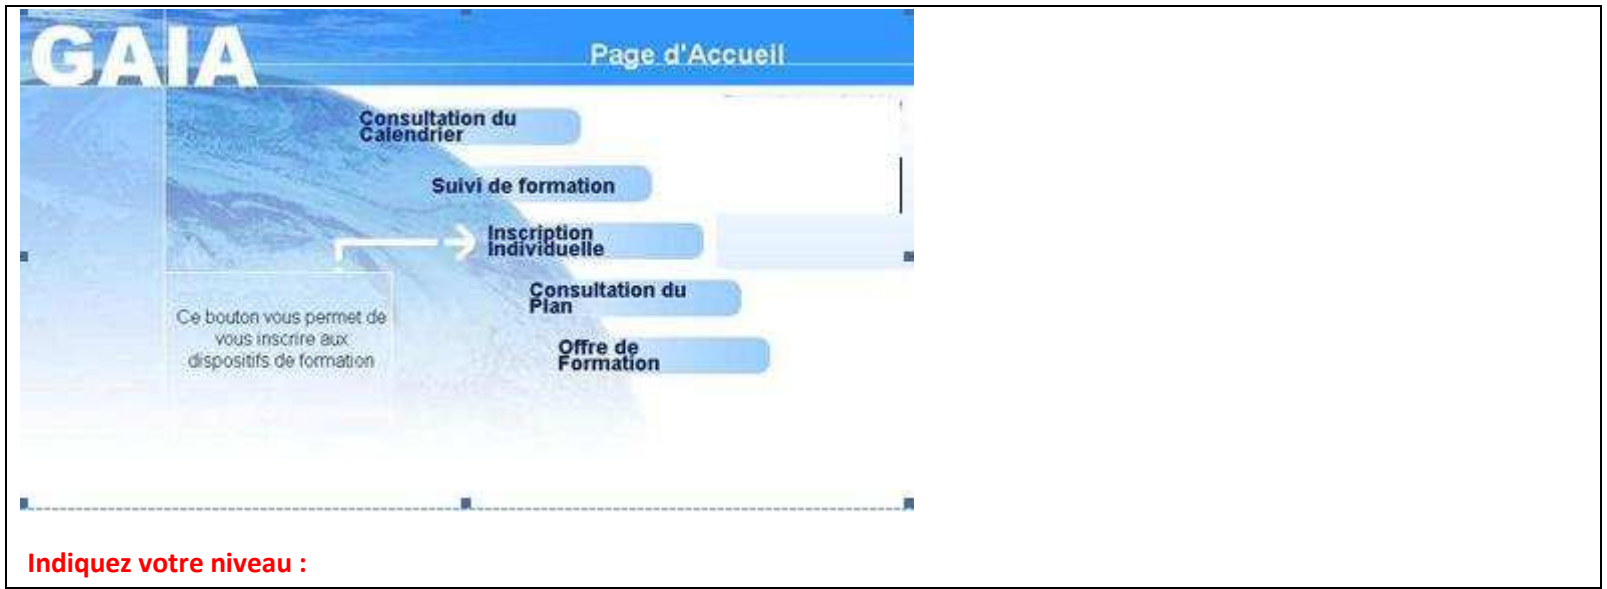 GAIA
Page d'Accueil
Consultation du
Calendrier
Suivi de formation
Inscription
Individuelle
Consultation du
Plan
Ce bouton vous permet de
vous inscrire aux
dispositifs de formation
Offre de
Formation
Indiquez votre niveau :